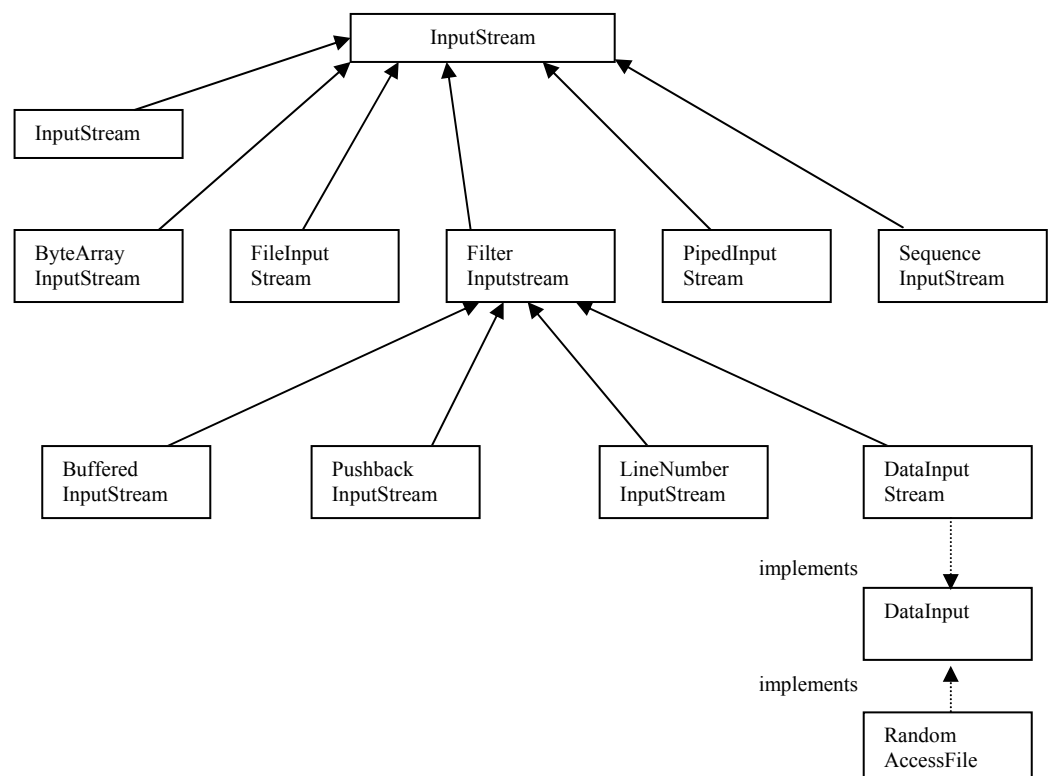 InputStream
InputStream
ByteArray
InputStream
FileInput
Stream
Filter
Inputstream
PipedInput
Stream
Sequence
InputStream
Buffered
InputStream
Pushback
InputStream
LineNumber
InputStream
DataInput
Stream
implements
DataInput
implements
Random
AccessFile